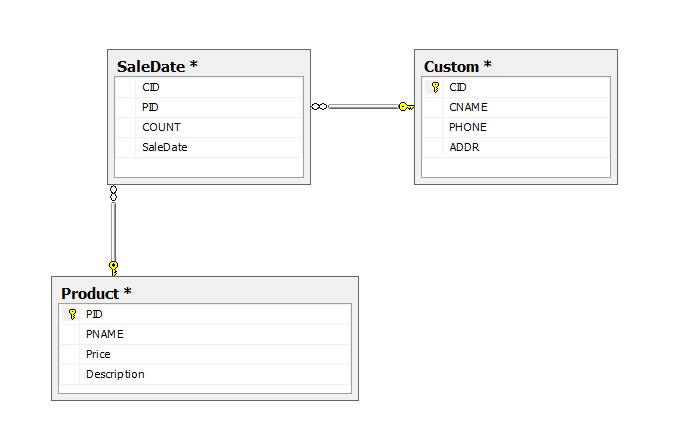 SaleDate *
CID
PID
COUNT
SaleDate
Custom *
CID
CNAME
PHONE
ADDR
Product *
PID
PNAME
Price
Description